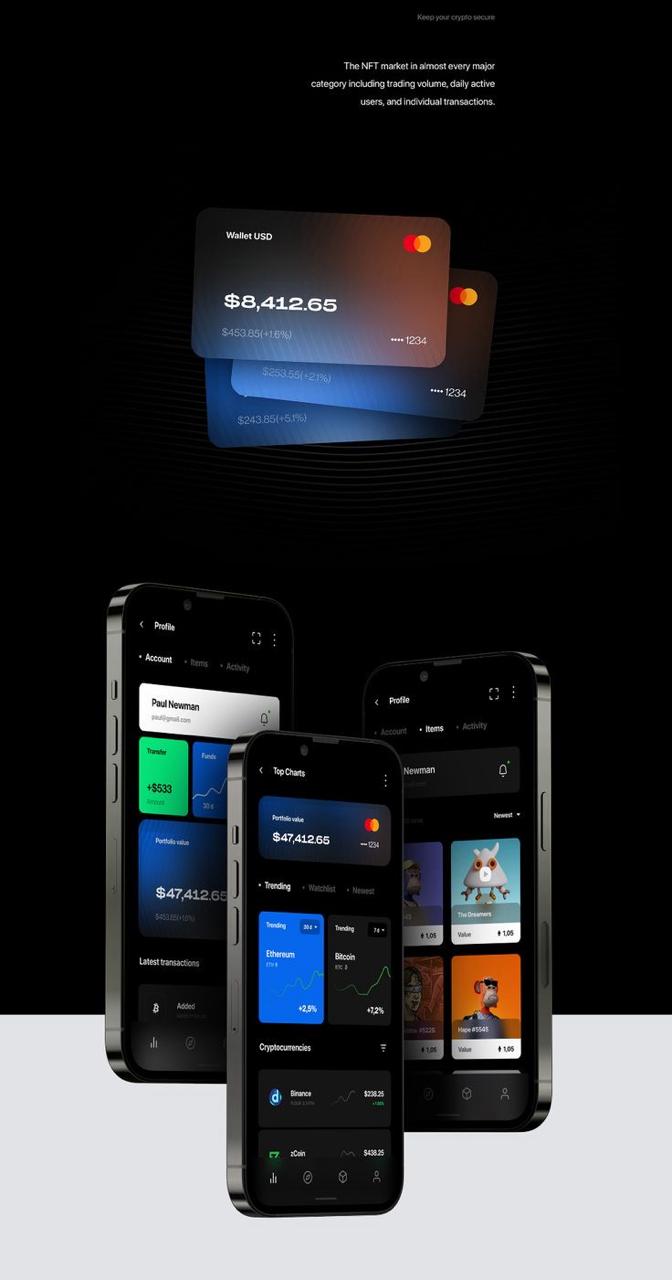 Keep your crypto secure
The NFT market in almost every major
category including trading volume, daily active
users, and individual transactions.
Wallet USD
$8,412.65
$453.85(+1.6%)
•••• 1234
$253.55(+2.1%)
•••• 1234
$243.85(+5.1%)
Profile
Account
Items
Activity
Paul Newman
paul@gmail.com
Transfer
+$533
Amount
Funds
30 d
Portfolio value
$47,412.65
$453.85(+1.6%)
Latest transactions
Added
Top Charts
Portfolio value
$47,412.65
•••• 1234
Trending
Watchlist
Newest
Trending
30 d
Ethereum
ETH
+2,5%
Trending
7 d
Bitcoin
BTC
+7,2%
Cryptocurrencies
Binance
$238.25
zCoin
$438.25
Profile
Account
Items
Activity
Newman
Newest
1,05
The Dreamers
Value
1,05
#5226
1,05
Hape #5545
Value
1,05